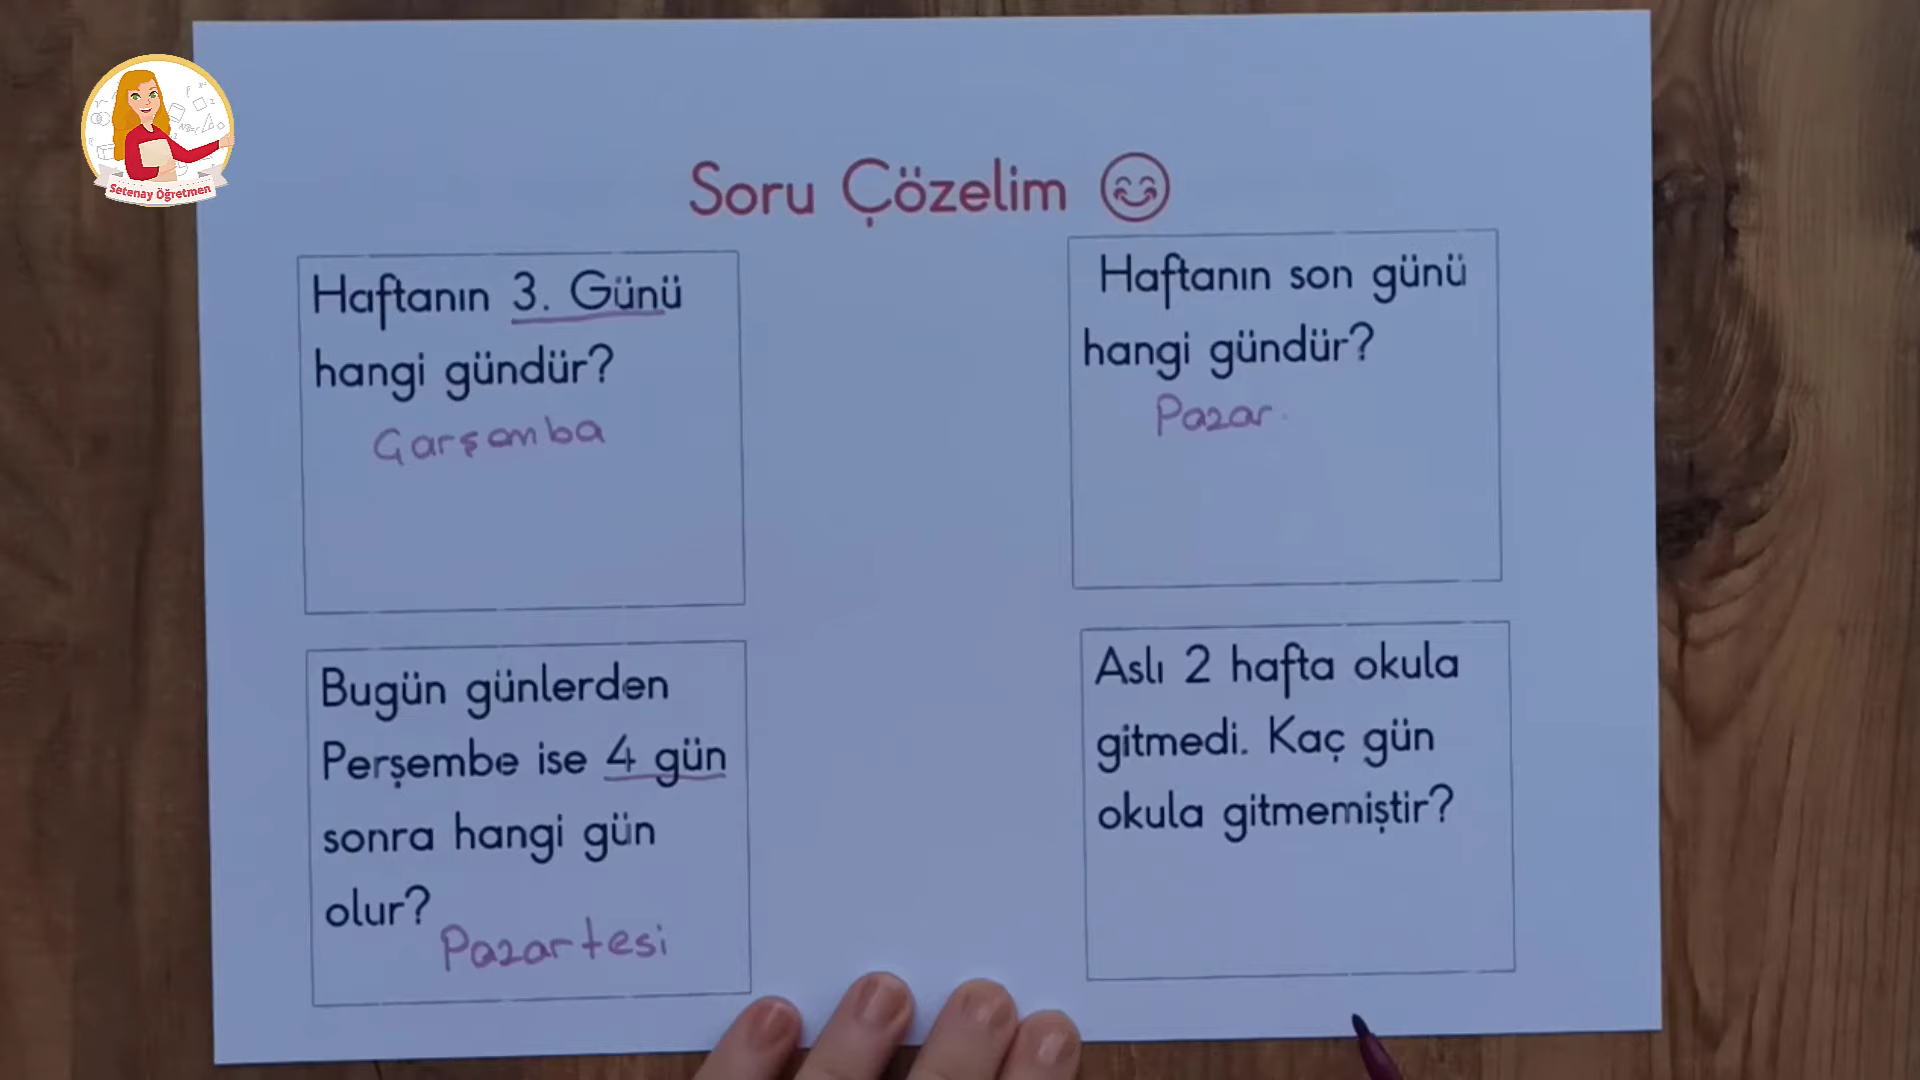 Setenay Öğretmen
Soru Çözelim
Haftanın 3. Günü
hangi gündür?
Çarşamba
Haftanın son günü
hangi gündür?
Pazar.
Bugün günlerden
Perşembe ise 4 gün
sonra hangi gün
olur?
Pazartesi
Aslı 2 hafta okula
gitmedi. Kaç gün
okula gitmemiştir?